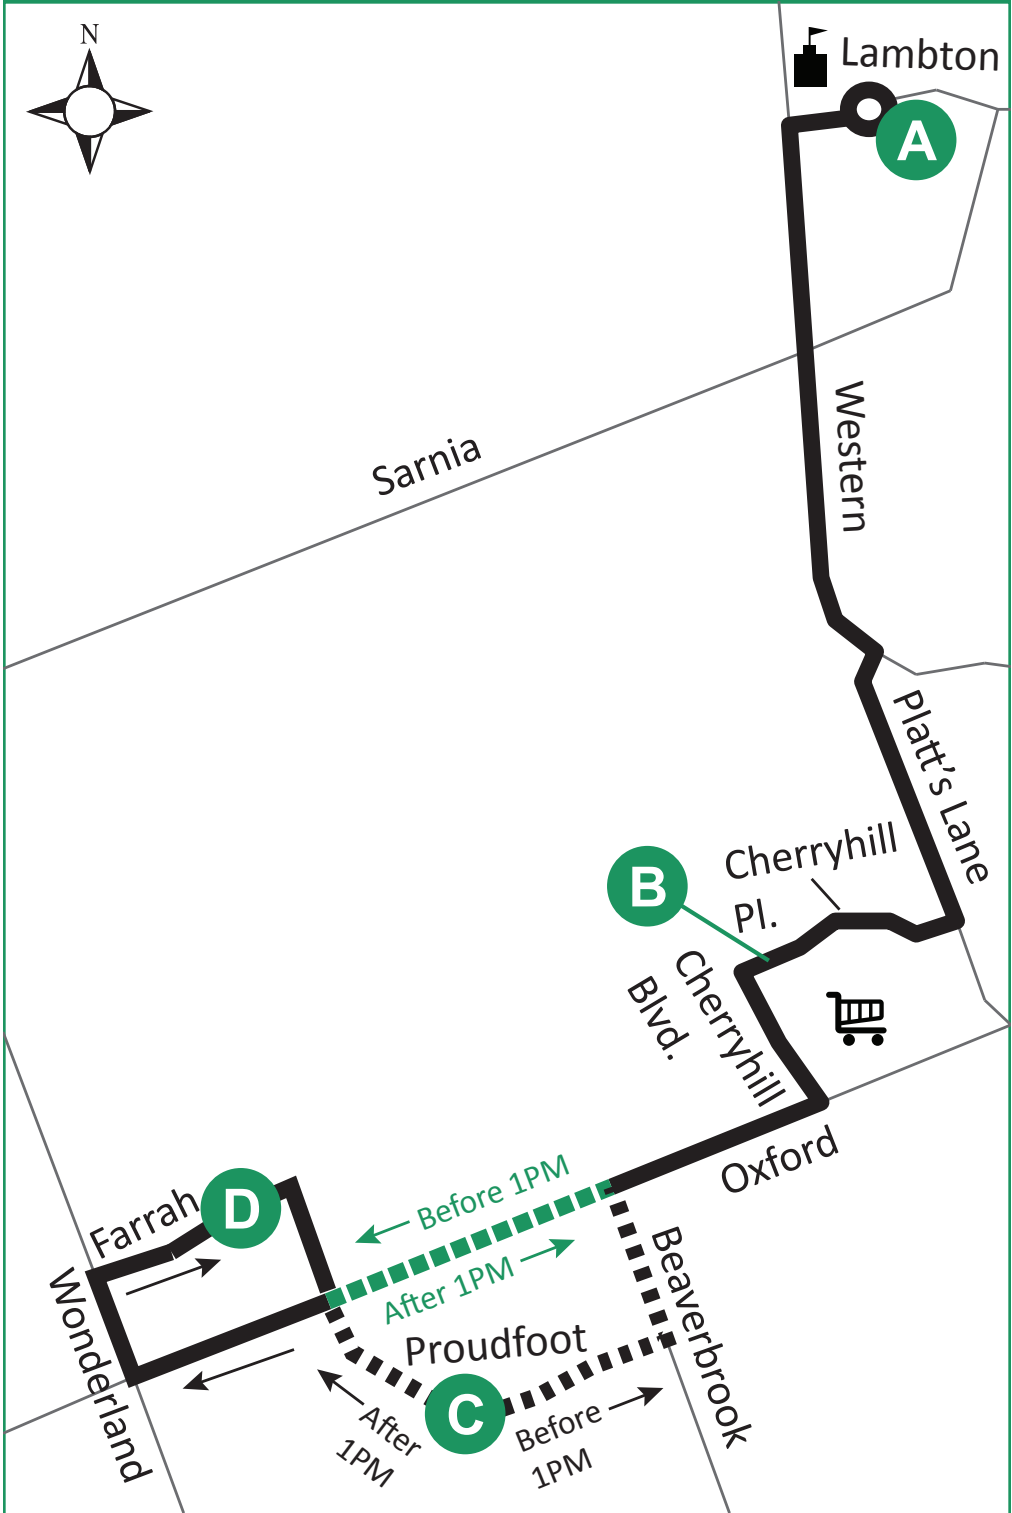 N
Lambton
A
Western
Sarnia
Platt's Lane
Cherryhill
Pl.
B
Cherryhill
Blvd.
Oxford
Before 1PM
After 1PM
Farrah
D
Wonderland
Proudfoot
Beaverbrook
C
After
1PM
Before
1PM